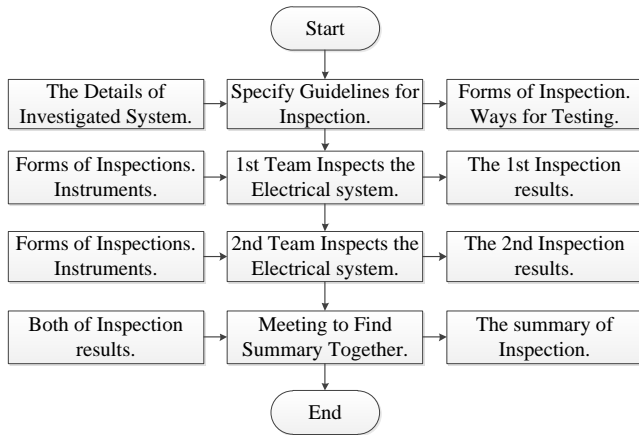 Start
The Details of
Investigated System.
Specify Guidelines for
Inspection.
Forms of Inspection.
Ways for Testing.
Forms of Inspections.
Instruments.
1st Team Inspects the
Electrical system.
The 1st Inspection
results.
Forms of Inspections.
Instruments.
2nd Team Inspects the
Electrical system.
The 2nd Inspection
results.
Both of Inspection
results.
Meeting to Find
Summary Together.
The summary of
Inspection.
End